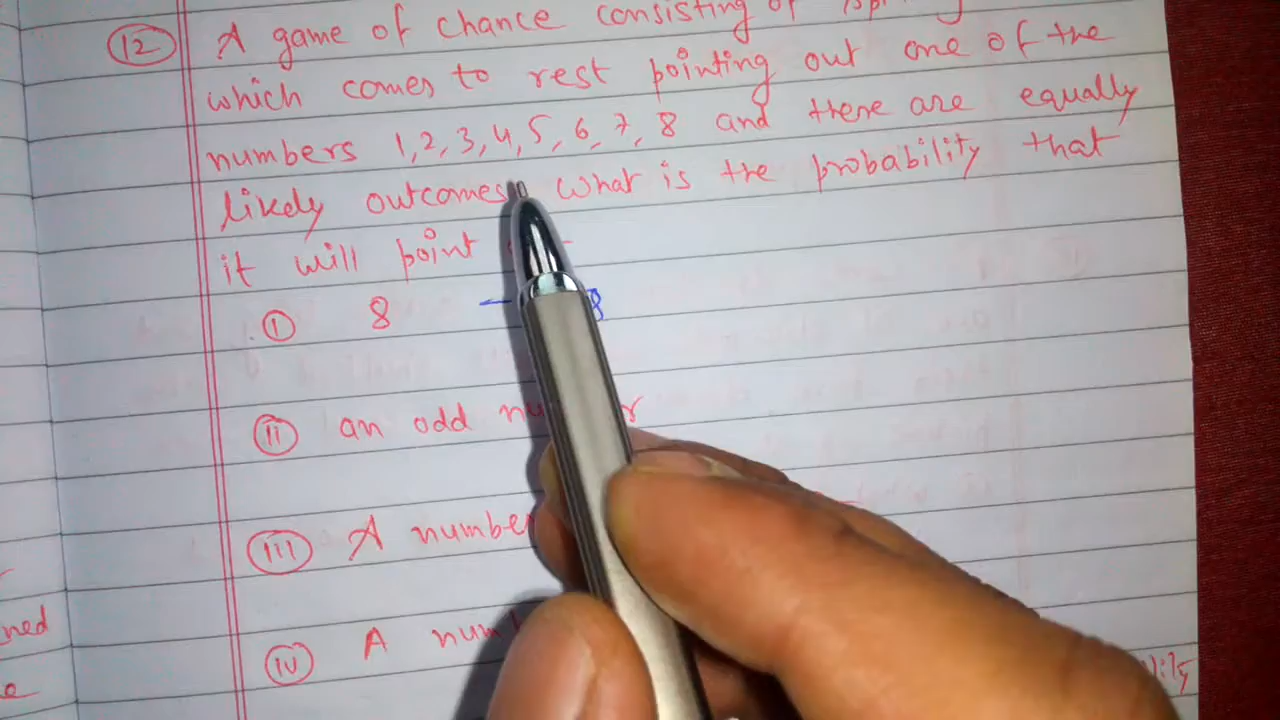 12 A game of chance consisting of
which comes to rest pointing out one of the
numbers 1, 2, 3, 4, 5, 6, 7, 8 and there are equally
likely outcomes. What is the probability that
it will point
i 8 8
ii an odd
iii A number
iv A
ned